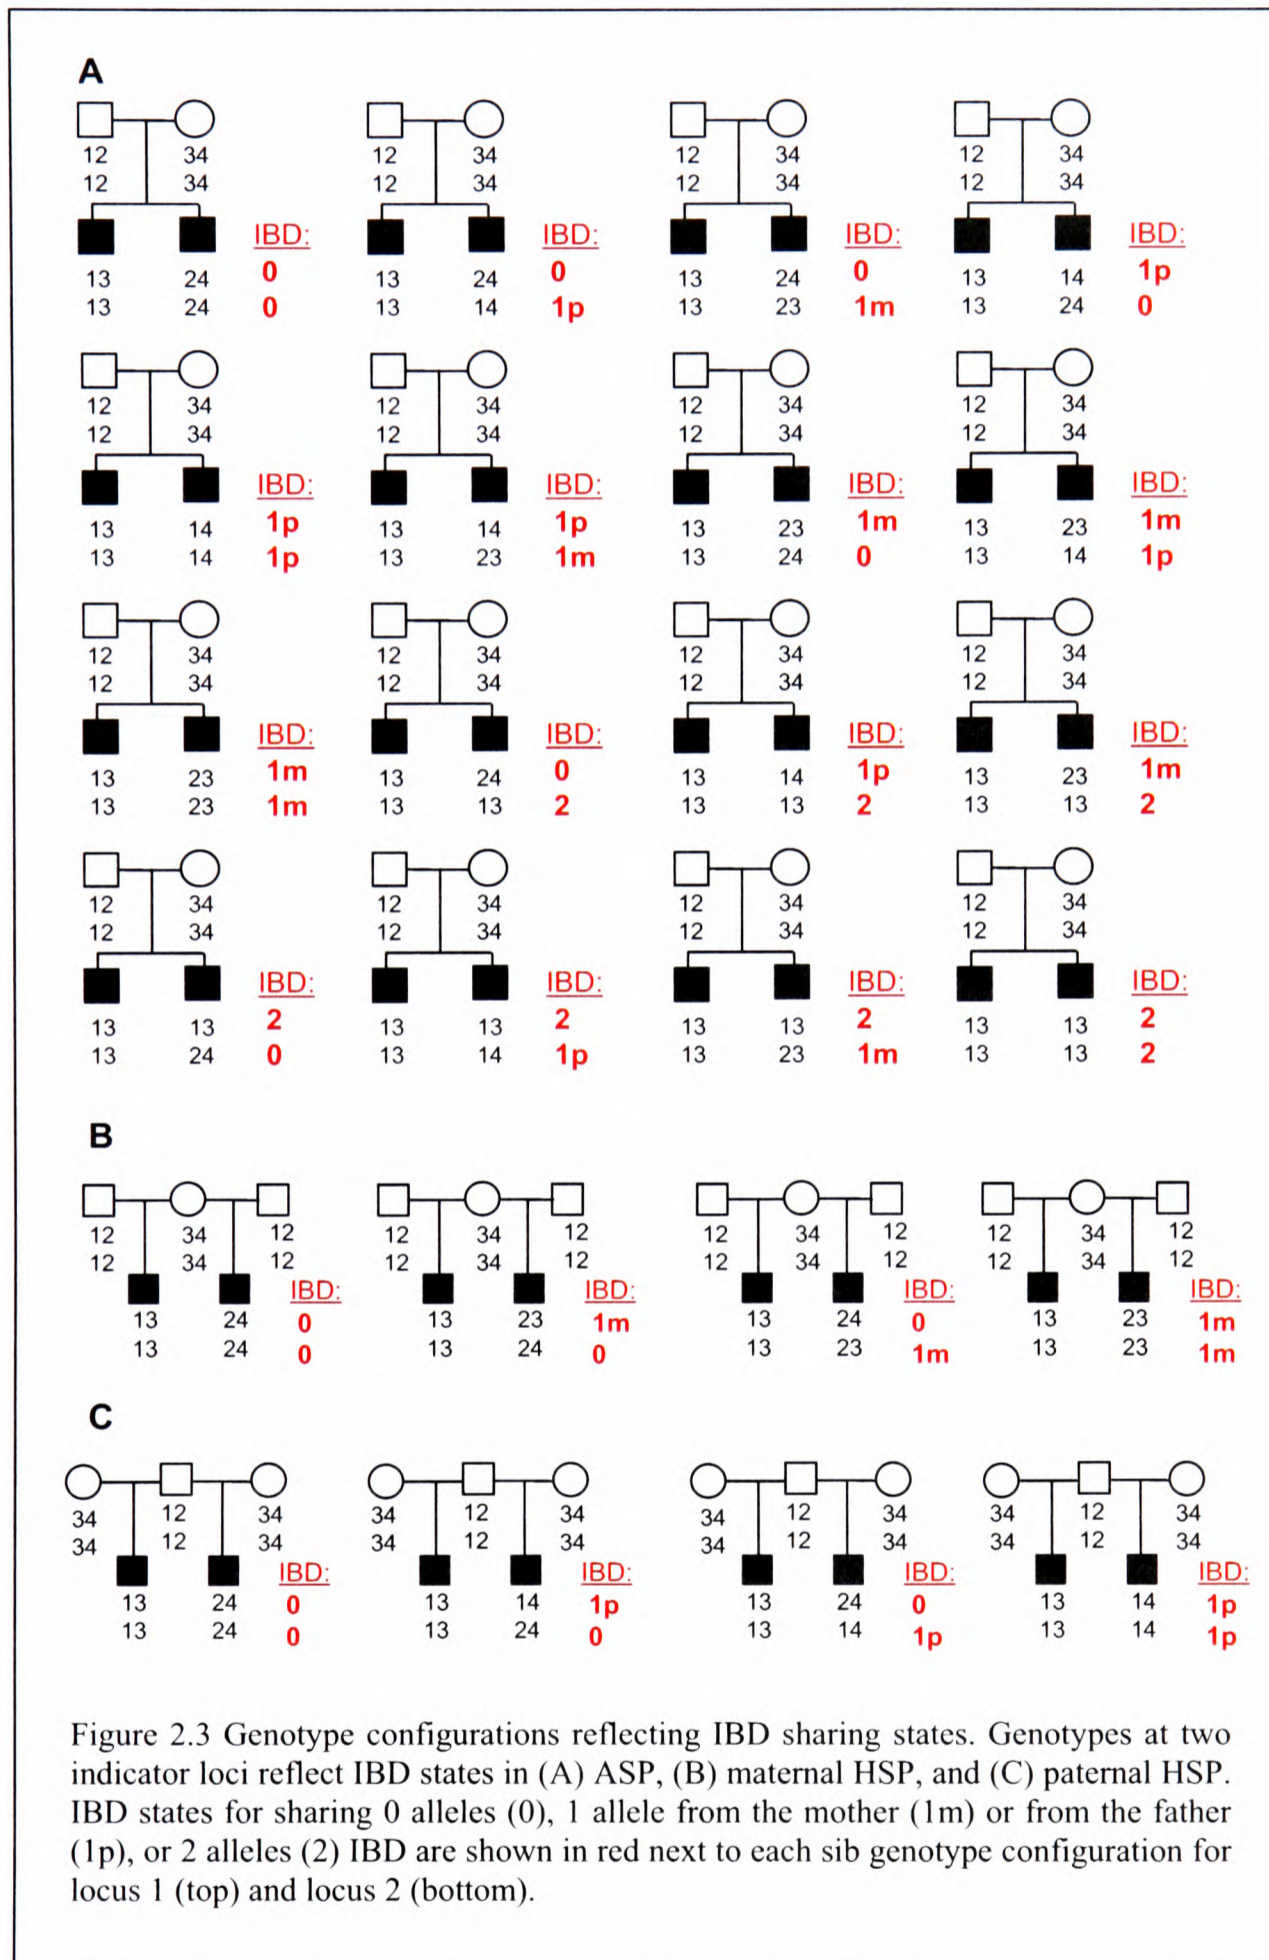 A
12 34 12 34 12 34 12 34
12 34 12 34 12 34 12 34
IBD: IBD: IBD: IBD:
13 24 0 13 24 0 13 24 0 13 14 1p
13 24 0 13 14 1p 13 23 1m 13 24 0
12 34 12 34 12 34 12 34
12 34 12 34 12 34 12 34
IBD: IBD: IBD: IBD:
13 14 1p 13 14 1p 13 23 1m 13 23 1m
13 14 1p 13 23 1m 13 24 0 13 14 1p
12 34 12 34 12 34 12 34
12 34 12 34 12 34 12 34
IBD: IBD: IBD: IBD:
13 23 1m 13 24 0 13 14 1p 13 23 1m
13 23 1m 13 13 2 13 13 2 13 13 2
12 34 12 34 12 34 12 34
12 34 12 34 12 34 12 34
IBD: IBD: IBD: IBD:
13 13 2 13 13 2 13 13 2 13 13 2
13 24 0 13 14 1p 13 23 1m 13 13 2
B
12 34 12 12 34 12 12 34 12 12 34 12
12 34 12 12 34 12 12 34 12 12 34 12
IBD: IBD: IBD: IBD:
13 24 0 13 23 1m 13 24 0 13 23 1m
13 24 0 13 24 0 13 23 1m 13 23 1m
C
34 12 34 34 12 34 34 12 34 34 12 34
34 12 34 34 12 34 34 12 34 34 12 34
IBD: IBD: IBD: IBD:
13 24 0 13 14 1p 13 24 0 13 14 1p
13 24 0 13 24 0 13 14 1p 13 14 1p
Figure 2.3 Genotype configurations reflecting IBD sharing states. Genotypes at two
indicator loci reflect IBD states in (A) ASP, (B) maternal HSP, and (C) paternal HSP.
IBD states for sharing 0 alleles (0), 1 allele from the mother (1m) or from the father
(1p), or 2 alleles (2) IBD are shown in red next to each sib genotype configuration for
locus 1 (top) and locus 2 (bottom).